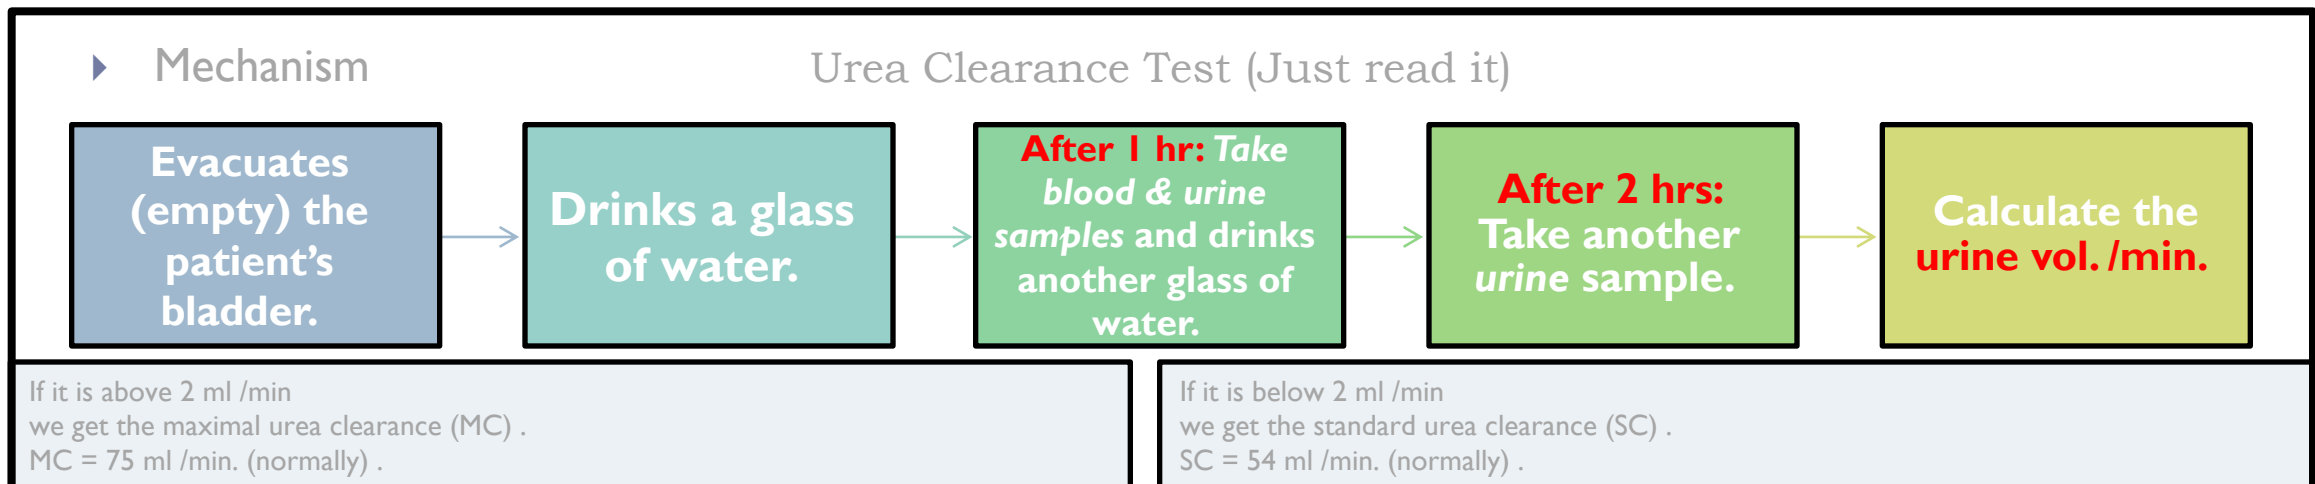 Mechanism
Urea Clearance Test (Just read it)
Evacuates
(empty) the
patient's
bladder.
Drinks a glass
of water.
After 1 hr: Take
blood & urine
samples and drinks
another glass of
water.
After 2 hrs:
Take another
urine sample.
Calculate the
urine vol. /min.
If it is above 2 ml /min
we get the maximal urea clearance (MC) .
MC = 75 ml /min. (normally) .
If it is below 2 ml /min
we get the standard urea clearance (SC) .
SC = 54 ml /min. (normally) .